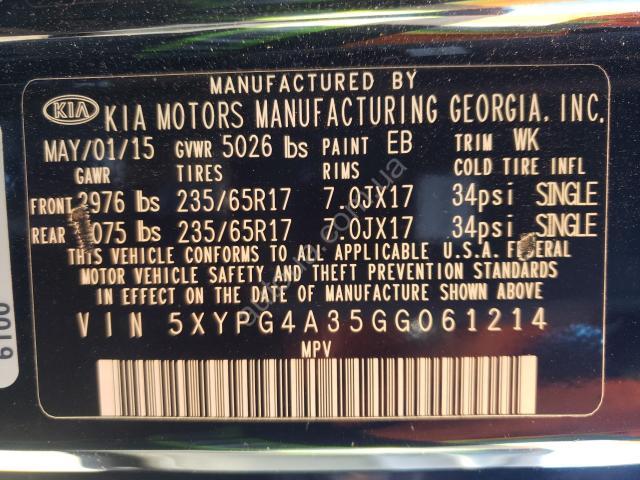 MANUFACTURED BY
KIA KIA MOTORS MANUFACTURING GEORGIA, INC.
MAY/01/15 GVWR 5026 lbs PAINT EB TRIM WK
GAWR TIRES RIMS COLD TIRE INFL
FRONT 2976 lbs 235/65R17 7.0JX17 34psi SINGLE
REAR 235/65R17 7.0JX17 34psi SINGLE
THIS VEHICLE CONFORMS TO ALL APPLICABLE U.S.A. FEDERAL
MOTOR VEHICLE SAFETY AND THEFT PREVENTION STANDARDS
IN EFFECT ON THE DATE OF MANUFACTURE SHOWN ABOVE.
VIN 5XYPG4A35GG061214
MPV